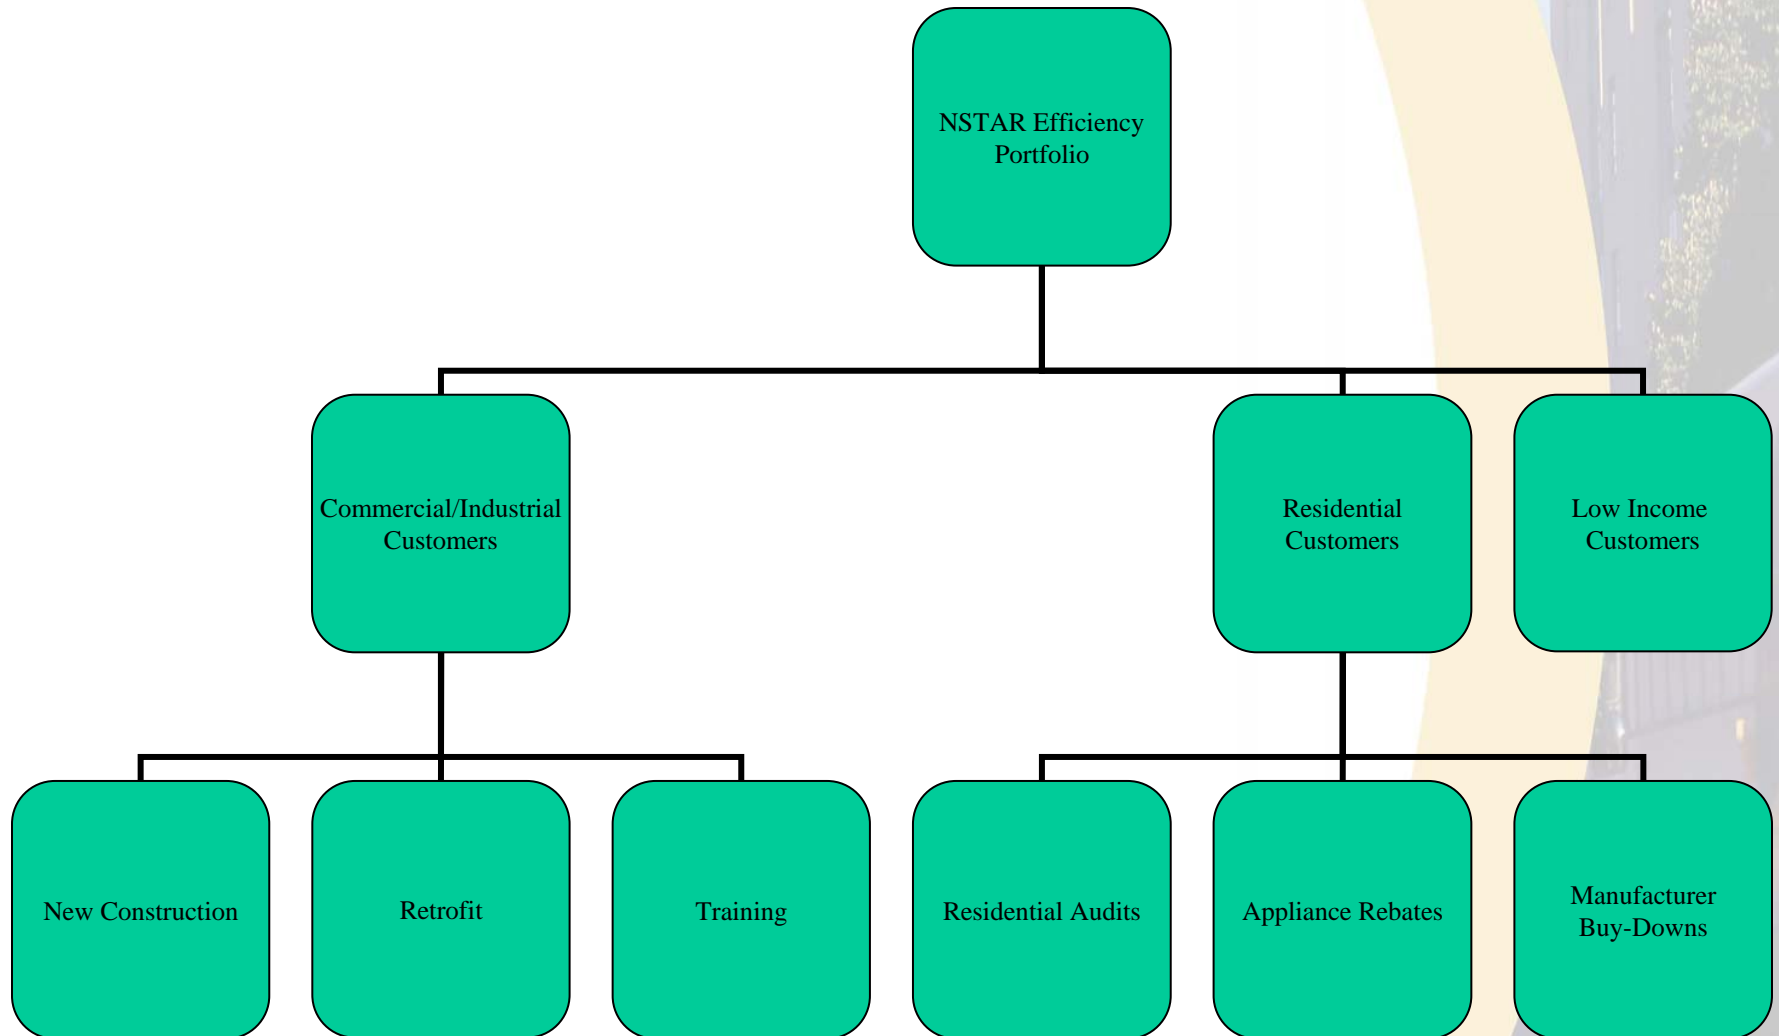 NSTAR Efficiency
Portfolio
Commercial/Industrial
Customers
Residential
Customers
Low Income
Customers
New Construction
Retrofit
Training
Residential Audits
Appliance Rebates
Manufacturer
Buy-Downs